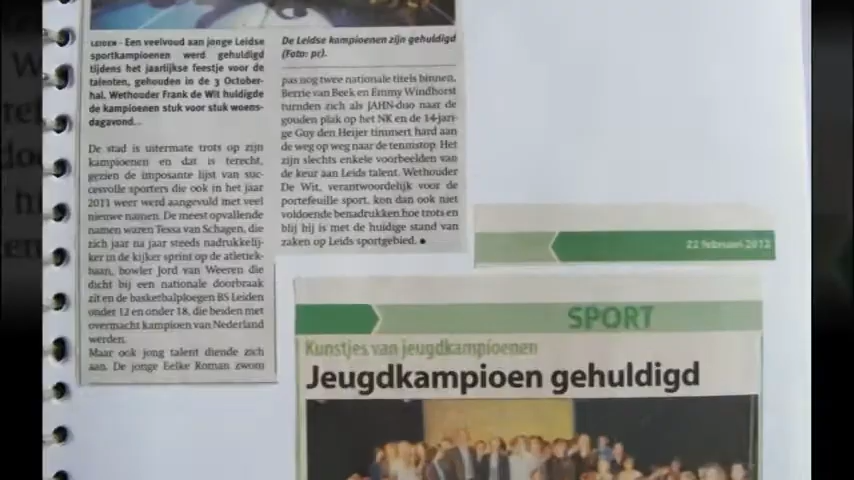 LEIDEN - Een veelvoud aan jonge Leidse
sportkampioenen werd gehuldigd
tijdens het jaarlijkse feestje voor de
talenten, gehouden in de 3 October-
hal. Wethouder Frank de Wit huldigde
de kampioenen stuk voor stuk woens-
dagavond...
De stad is uitermate trots op zijn
kampioenen en dat is terecht,
gezien de imposante lijst van suc-
cesvolle sporters die ook in het jaar
2011 weer werd aangevuld met veel
nieuwe namen. De meest opvallende
namen waren Tessa van Schagen, die
zich jaar na jaar steeds nadrukkelij-
ker in de kijker sprint op de atletiek-
baan, bowler Jord van Weeren die
dicht bij een nationale doorbraak
zit en de basketbalploegen BS Leiden
onder 12 en onder 18, die beiden met
overmacht kampioen van Nederland
werden.
Maar ook jong talent diende zich
aan. De jonge Eelke Roman zwom
De Leidse kampioenen zijn gehuldigd
(Foto: pr).
pas nog twee nationale titels binnen,
Berrie van Beek en Emmy Windhorst
turnden zich als JAHN-duo naar de
gouden plak op het NK en de 14-jari-
ge Guy den Heijer timmert hard aan
de weg op weg naar de tennistop. Het
zijn slechts enkele voorbeelden van
de keur aan Leids talent. Wethouder
De Wit, verantwoordelijk voor de
portefeuille sport, kon dan ook niet
voldoende benadrukken hoe trots en
blij hij is met de huidige stand van
zaken op Leids sportgebied. •
22 februari 2012
SPORT
Kunstjes van jeugdkampioenen
Jeugdkampioen gehuldigd